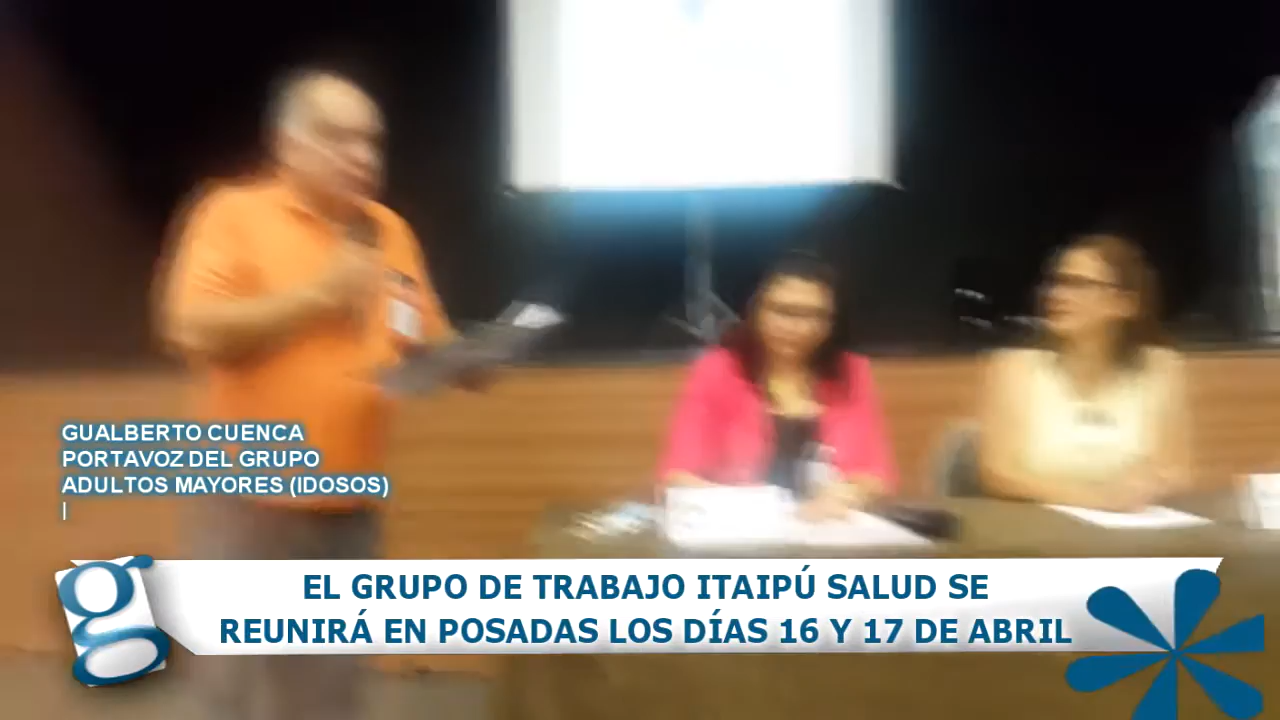 GUALBERTO CUENCA
PORTAVOZ DEL GRUPO
ADULTOS MAYORES (IDOSOS)
|
g
EL GRUPO DE TRABAJO ITAIPÚ SALUD SE
REUNIRÁ EN POSADAS LOS DÍAS 16 Y 17 DE ABRIL